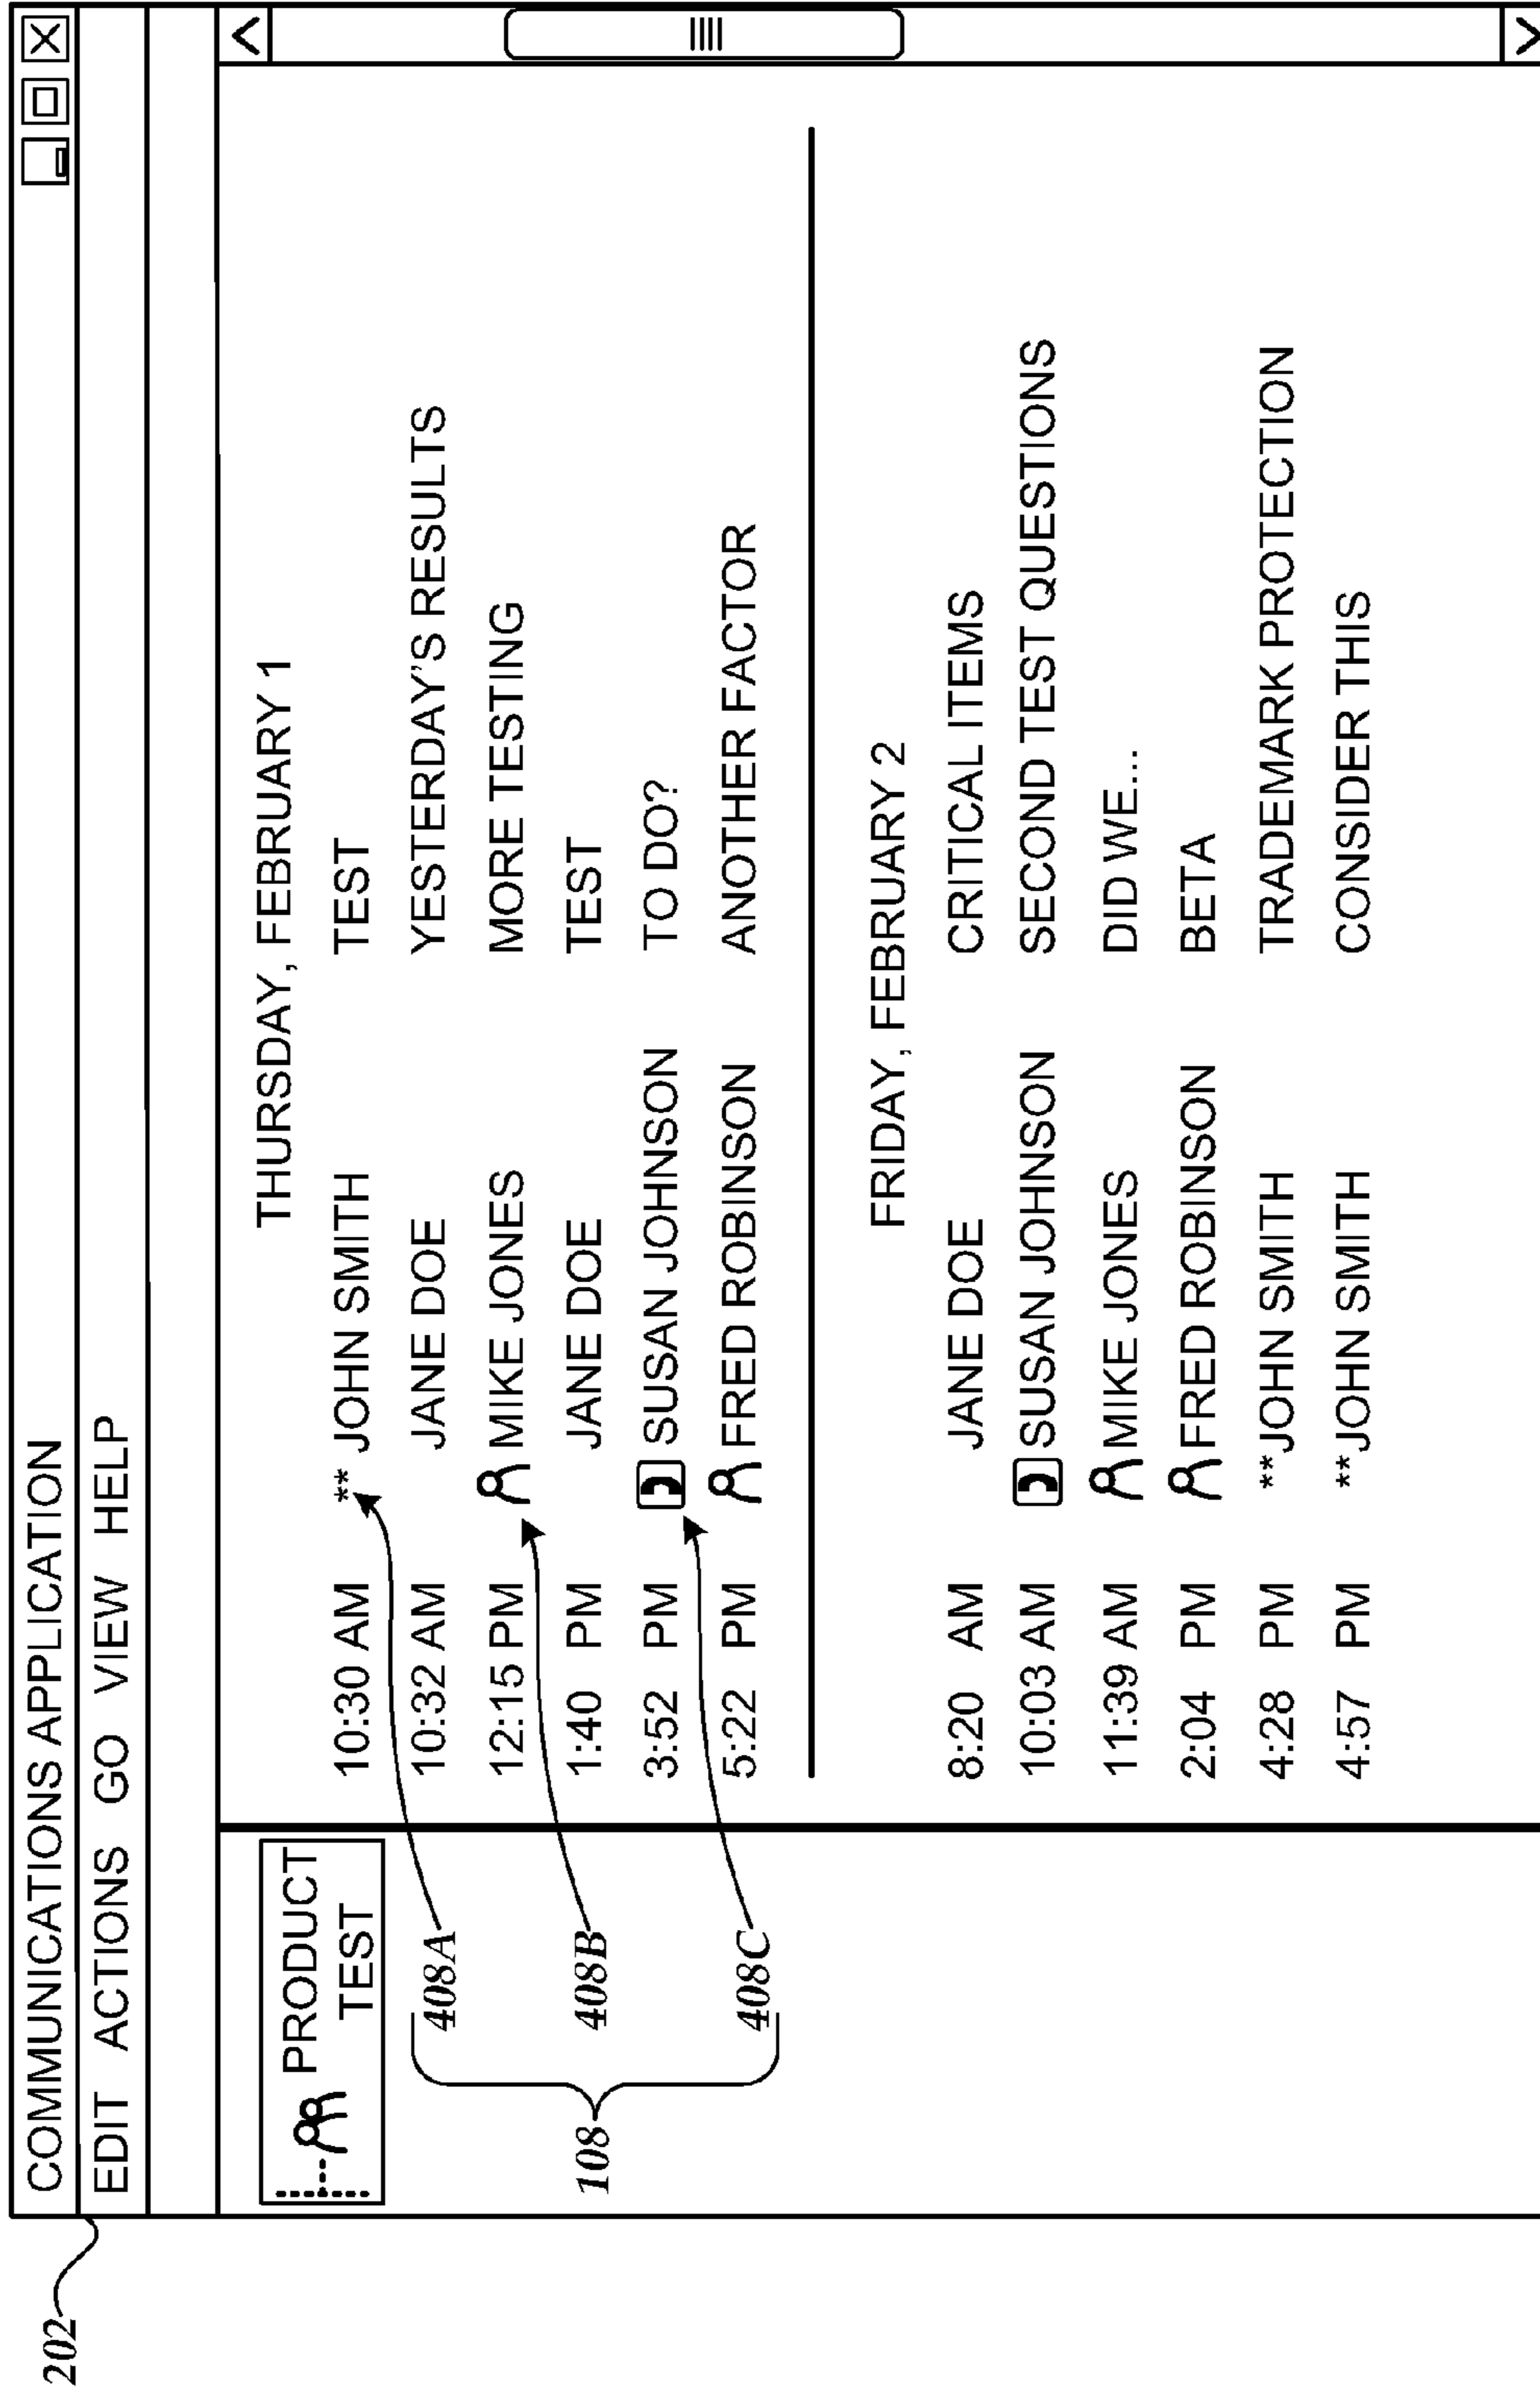 202
COMMUNICATIONS APPLICATION
EDIT ACTIONS GO VIEW HELP
PRODUCT
TEST
408A
408B
408C
108
THURSDAY, FEBRUARY 1
10:30 AM ** JOHN SMITH TEST
10:32 AM JANE DOE YESTERDAY'S RESULTS
12:15 PM MIKE JONES MORE TESTING
1:40 PM JANE DOE TEST
3:52 PM SUSAN JOHNSON TO DO?
5:22 PM FRED ROBINSON ANOTHER FACTOR
FRIDAY, FEBRUARY 2
8:20 AM JANE DOE CRITICAL ITEMS
10:03 AM SUSAN JOHNSON SECOND TEST QUESTIONS
11:39 AM MIKE JONES DID WE...
2:04 PM FRED ROBINSON BETA
4:28 PM **JOHN SMITH TRADEMARK PROTECTION
4:57 PM **JOHN SMITH CONSIDER THIS